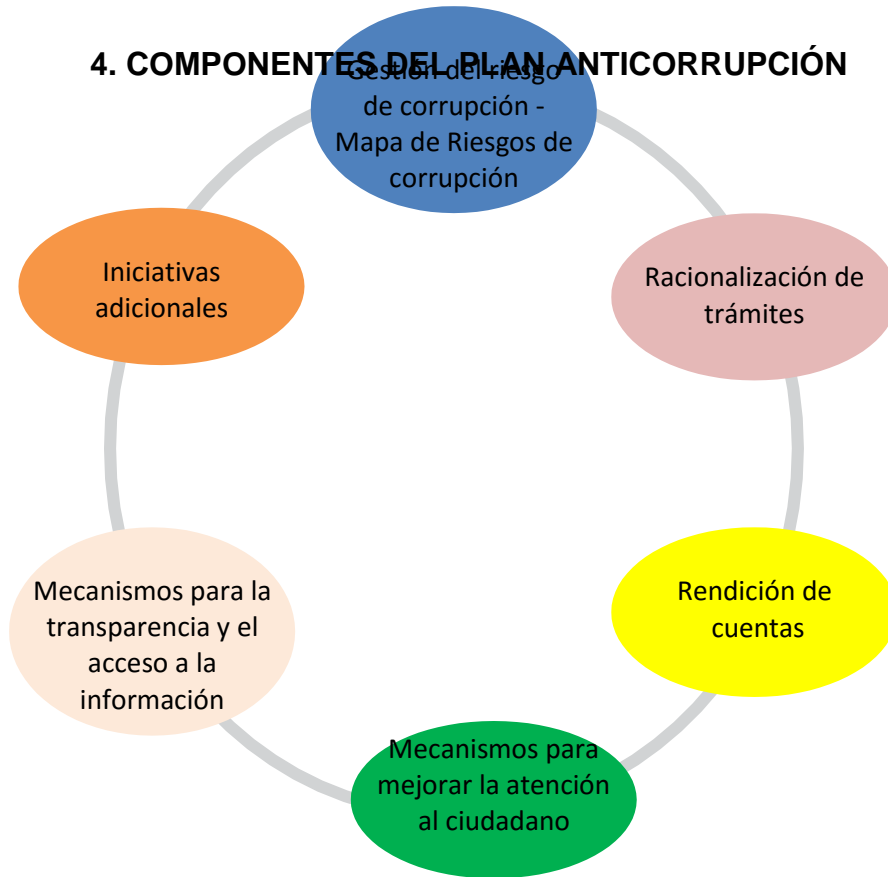 4. COMPONENTES DEL PLAN ANTICORRUPCIÓN
Gestión del riesgo
de corrupción -
Mapa de Riesgos de
corrupción
Racionalización de
trámites
Rendición de
cuentas
Mecanismos para
mejorar la atención
al ciudadano
Mecanismos para la
transparencia y el
acceso a la
información
Iniciativas
adicionales